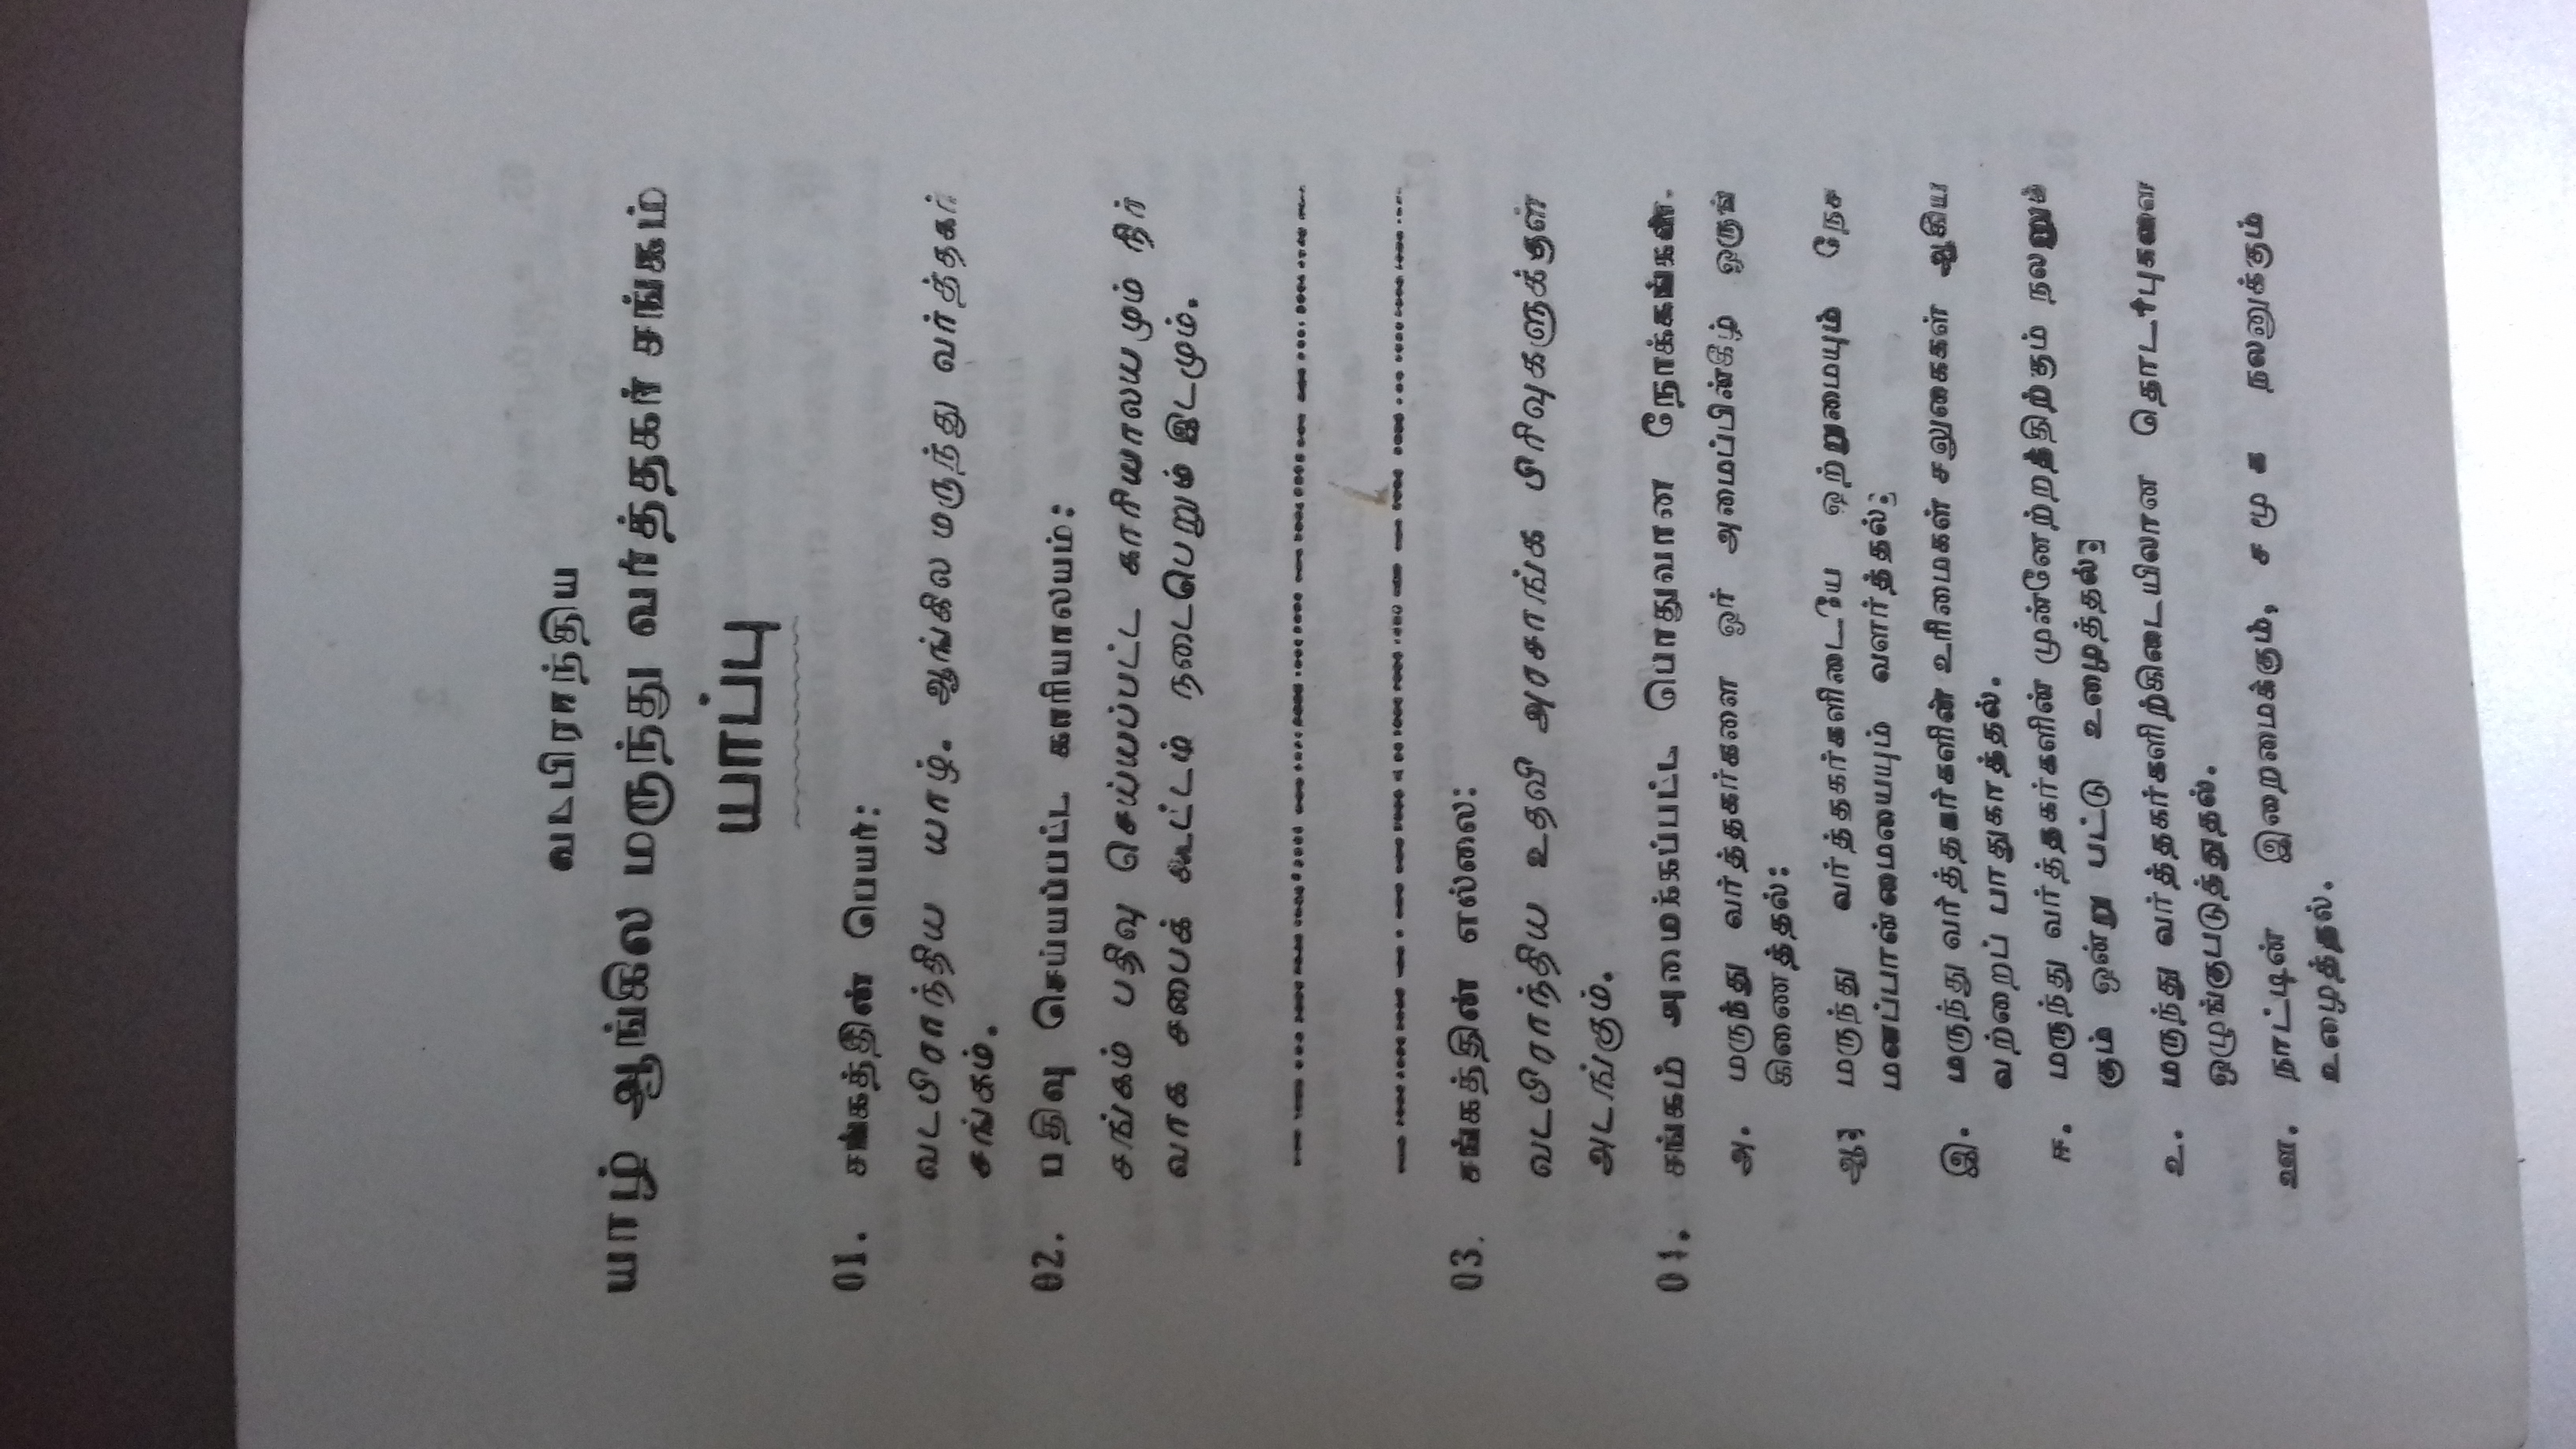 வடபிராந்திய
யாழ் ஆங்கில மருந்து வர்த்தகர் சங்கம்
யாப்பு
01. சங்கத்தின் பெயர்:
வடபிராந்திய யாழ். ஆங்கில மருந்து வர்த்தகர்
சங்கம்.
02. பதிவு செய்யப்பட்ட காரியாலயம்:
சங்கம் பதிவு செய்யப்பட்ட காரியாலயமும் நிர்
வாக சபைக் கூட்டம் நடைபெறும் இடமும்.
03. சங்கத்தின் எல்லை:
வடபிராந்திய உதவி அரசாங்க பிரிவுகளுக்குள்
அடங்கும்.
04. சங்கம் அமைக்கப்பட்ட பொதுவான நோக்கங்கள்.
அ. மருந்து வர்த்தகர்களை ஓர் அமைப்பின்கீழ் ஒருங்
கிணைத்தல்:
ஆ; மருந்து வர்த்தகர்களிடையே ஒற்றுமையும் நேச
மனப்பான்மையையும் வளர்த்தல்;
இ. மருந்து வர்த்தகர்களின் உரிமைகள் சலுகைகள் ஆகிய
வற்றைப் பாதுகாத்தல்.
ஈ. மருந்து வர்த்தகர்களின் முன்னேற்றத்திற்கும் நலனுக்
கும் ஒன்று பட்டு உழைத்தல்;
உ. மருந்து வர்த்தகர்களிற்கிடையிலான தொடர்புகளை
ஒழுங்குபடுத்துதல்.
ஊ. நாட்டின் இறைமைக்கும், சமூக நலனுக்கும்
உழைத்தல்.